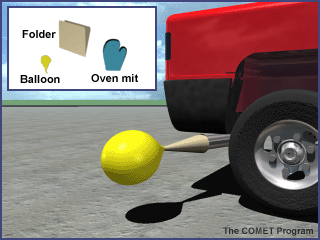 Folder
Balloon
Oven mit
The COMET Program